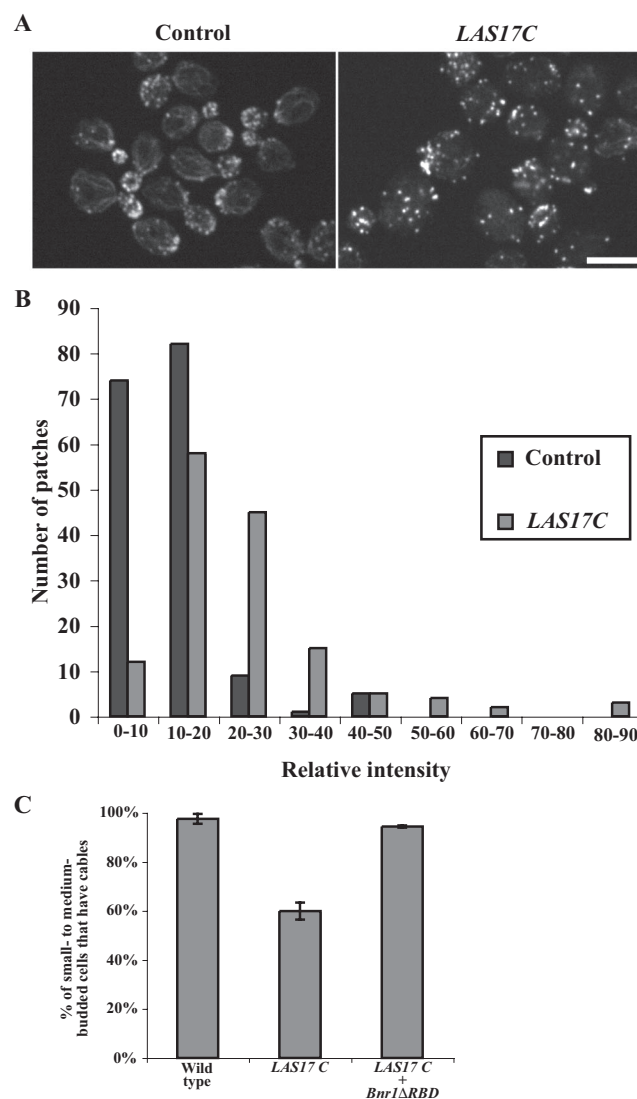 A
Control
LAS17C
B
Number of patches
90
80
70
60
50
40
30
20
10
0
0-10 10-20 20-30 30-40 40-50 50-60 60-70 70-80 80-90
Relative intensity
Control
LAS17C
C
% of small- to medium-
budded cells that have cables
100%
80%
60%
40%
20%
0%
Wild
type
LAS17 C
LAS17 C
+
Bnr1ΔRBD